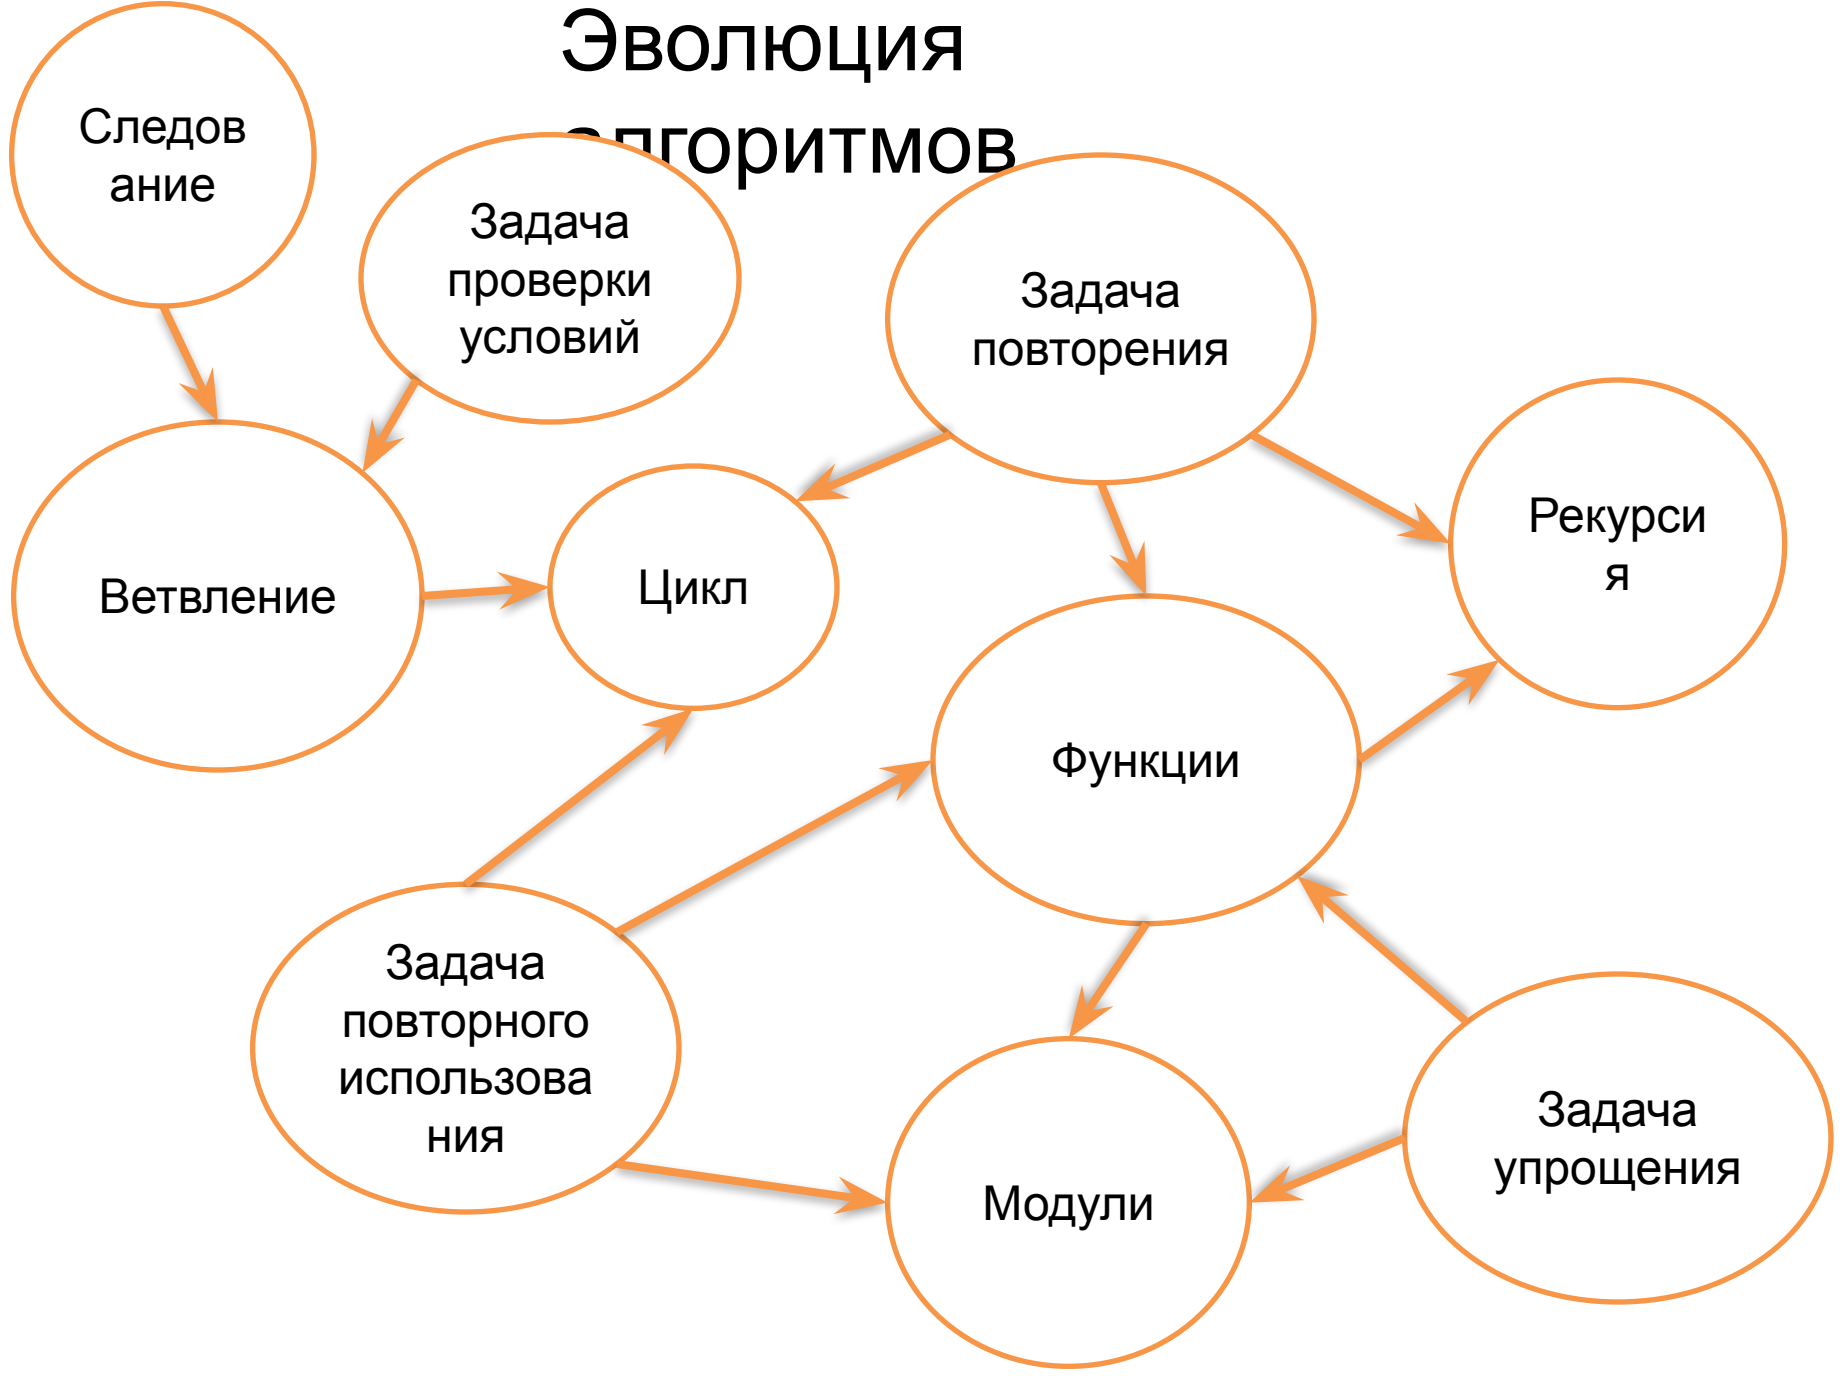 Эволюция
алгоритмов
Следов
ание
Задача
проверки
условий
Задача
повторения
Рекурси
я
Ветвление
Цикл
Функции
Задача
повторного
использова
ния
Модули
Задача
упрощения